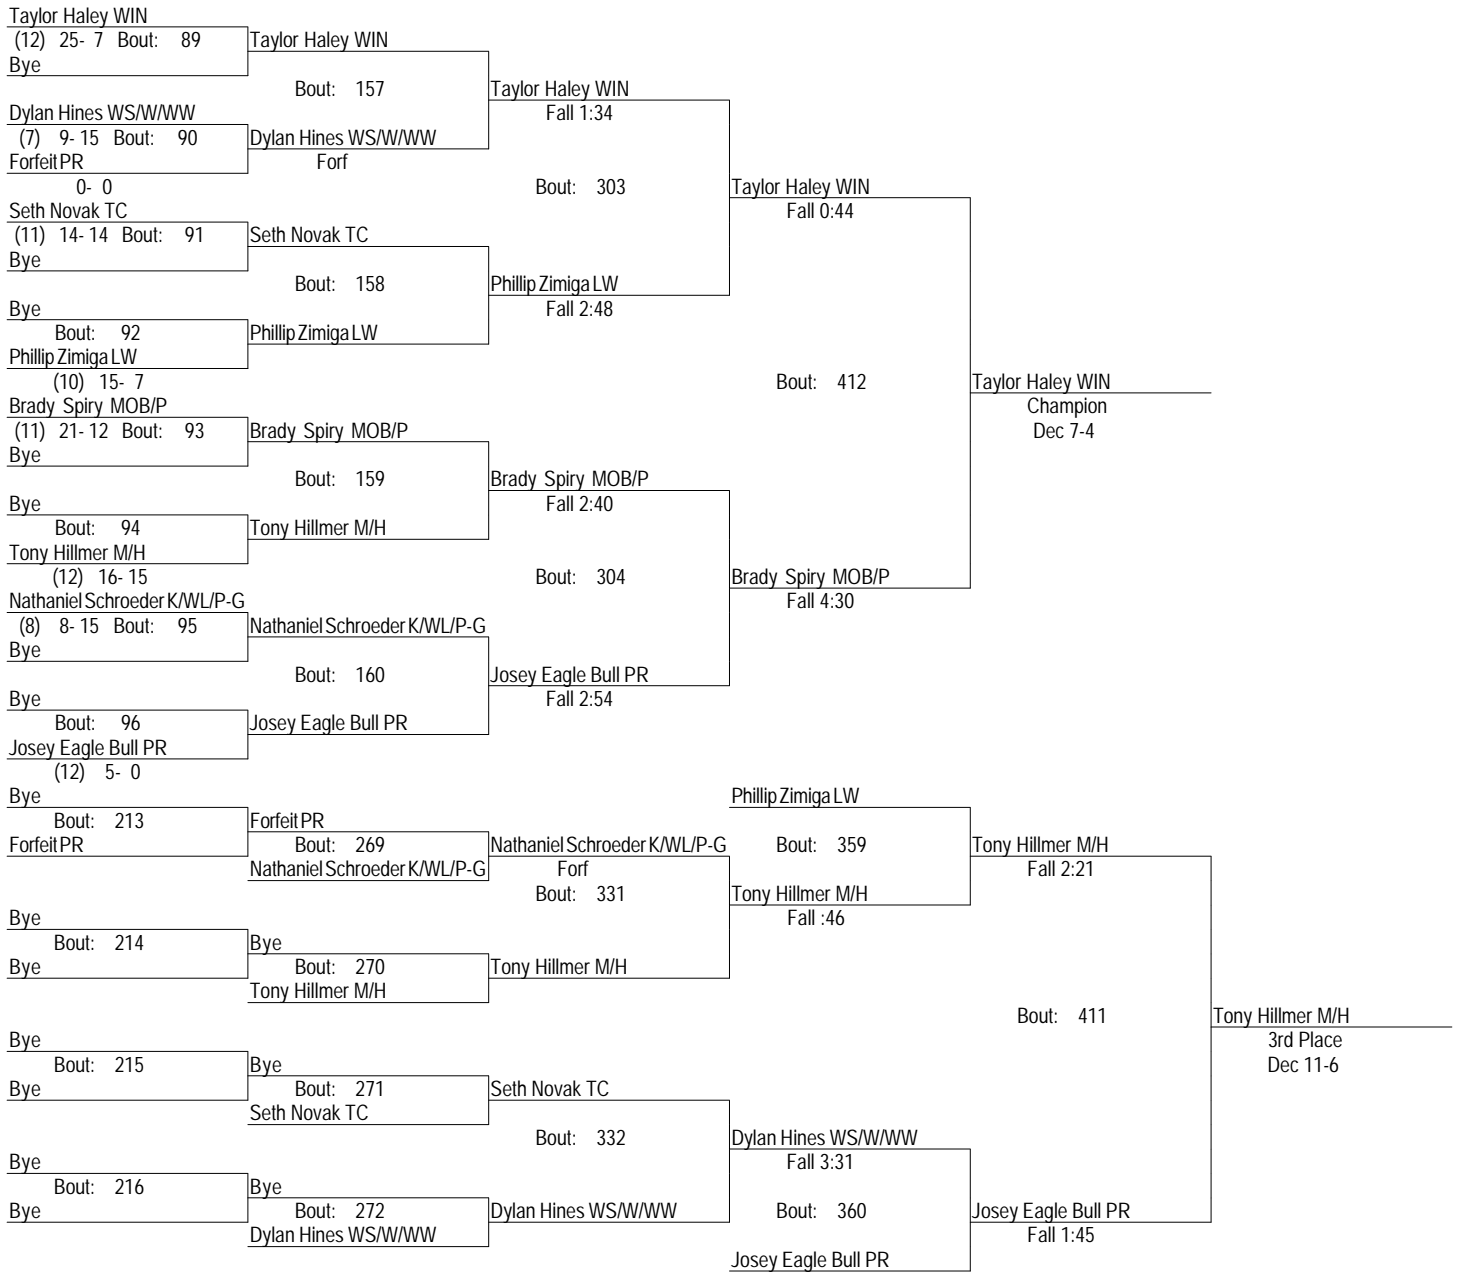 Taylor Haley WIN
(12) 25- 7 Bout: 89 Taylor Haley WIN
Bye
Bout: 157 Taylor Haley WIN
Dylan Hines WS/W/WW Fall 1:34
(7) 9- 15 Bout: 90 Dylan Hines WS/W/WW
Forfeit PR Forf
0- 0 Bout: 303 Taylor Haley WIN
Seth Novak TC Fall 0:44
(11) 14- 14 Bout: 91 Seth Novak TC
Bye
Bout: 158 Phillip Zimiga LW
Bye Fall 2:48
Bout: 92 Phillip Zimiga LW
Phillip Zimiga LW
(10) 15- 7 Bout: 412 Taylor Haley WIN
Brady Spiry MOB/P Champion
(11) 21- 12 Bout: 93 Brady Spiry MOB/P Dec 7-4
Bye
Bout: 159 Brady Spiry MOB/P
Bye Fall 2:40
Bout: 94 Tony Hillmer M/H
Tony Hillmer M/H
(12) 16- 15 Bout: 304 Brady Spiry MOB/P
Nathaniel Schroeder K/WL/P-G Fall 4:30
(8) 8- 15 Bout: 95 Nathaniel Schroeder K/WL/P-G
Bye
Bout: 160 Josey Eagle Bull PR
Bye Fall 2:54
Bout: 96 Josey Eagle Bull PR
Josey Eagle Bull PR
(12) 5- 0
Bye Phillip Zimiga LW
Bout: 213 Forfeit PR
Forfeit PR Bout: 269 Nathaniel Schroeder K/WL/P-G Bout: 359 Tony Hillmer M/H
Nathaniel Schroeder K/WL/P-G Forf Fall 2:21
Bout: 331 Tony Hillmer M/H
Bye Fall :46
Bout: 214 Bye
Bye Bout: 270 Tony Hillmer M/H
Tony Hillmer M/H
Bout: 411 Tony Hillmer M/H
Bye 3rd Place
Bout: 215 Bye Dec 11-6
Bye Bout: 271 Seth Novak TC
Seth Novak TC
Bout: 332 Dylan Hines WS/W/WW
Bye Fall 3:31
Bout: 216 Bye
Bye Bout: 272 Dylan Hines WS/W/WW Bout: 360 Josey Eagle Bull PR
Dylan Hines WS/W/WW Fall 1:45
Josey Eagle Bull PR